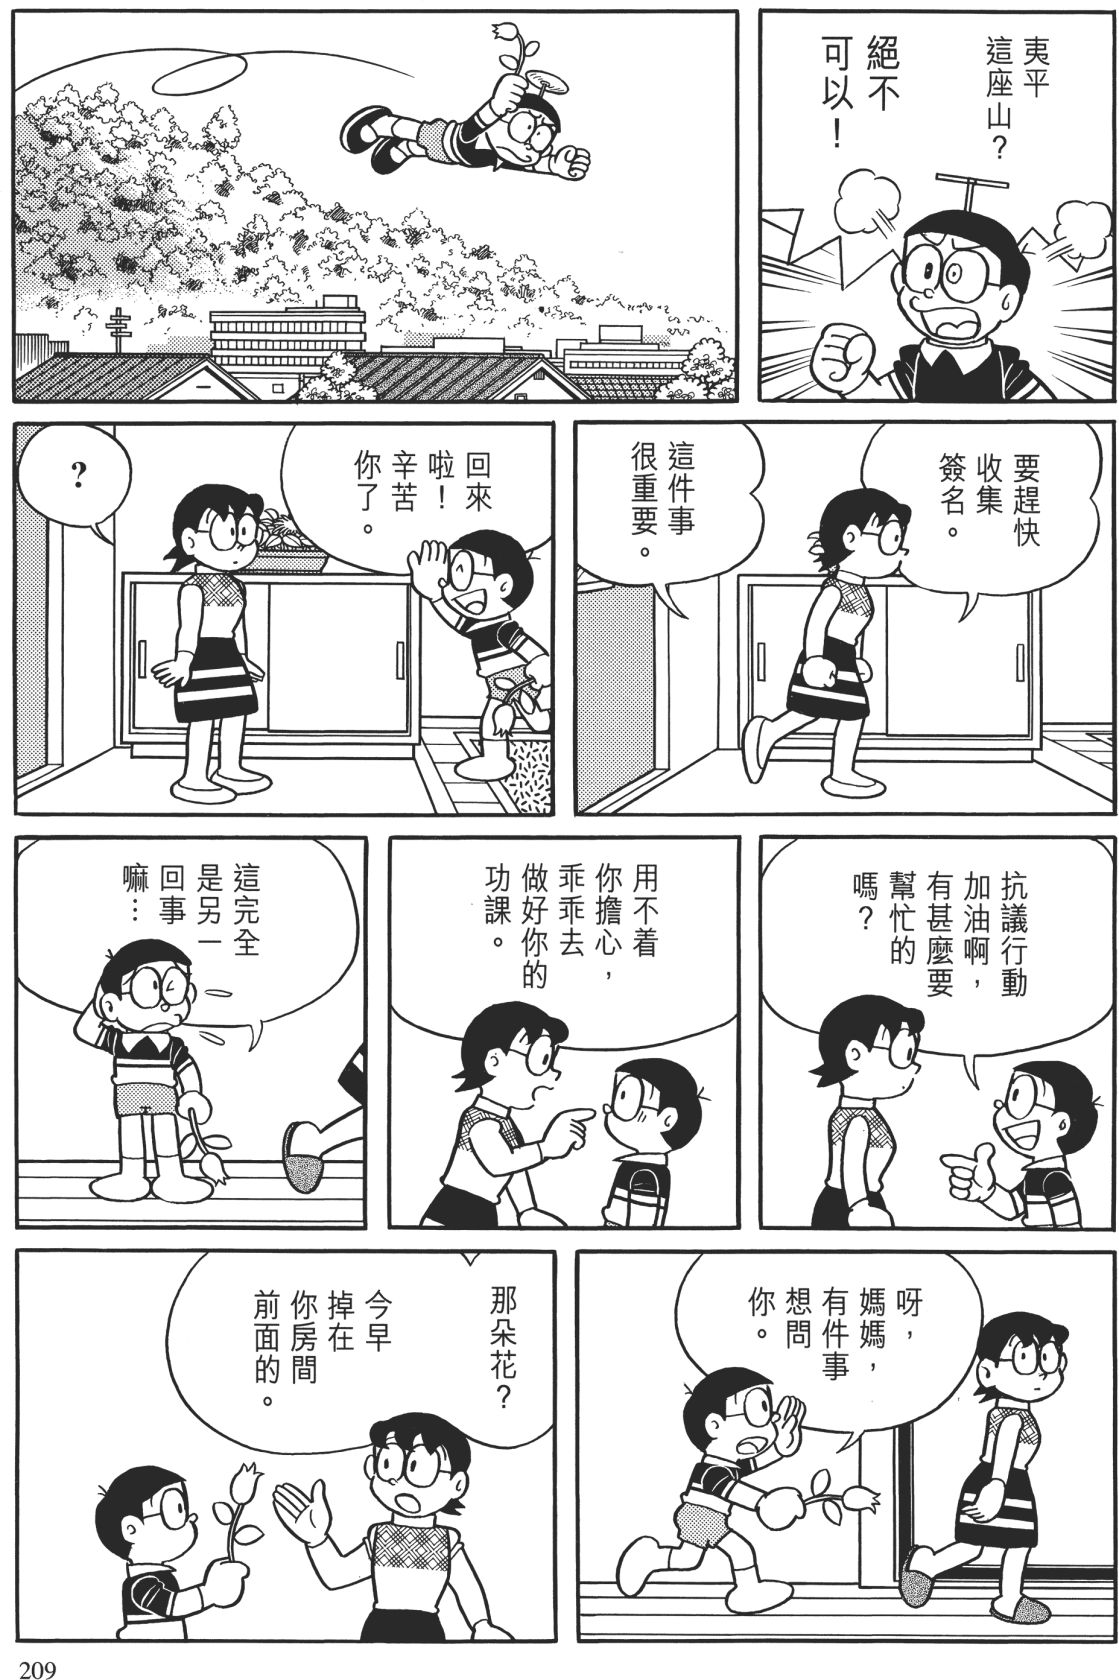 夷平
這座山？
絕不
可以！
要趕快
收集
簽名。
這件事
很重要。
回來
啦！
辛苦
你了。
？
抗議行動
加油啊，
有甚麼要
幫忙的
嗎？
用不着
你擔心，
乖乖去
做好你的
功課。
這完全
是另一
回事
嘛…
呀，
媽媽，
有件事
想問
你。
那朵花？
今早
掉在
你房間
前面的。
209